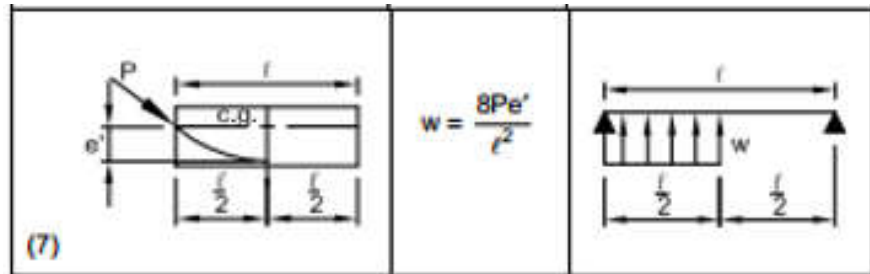 P
ℓ
c.g.
e'
ℓ/2
ℓ/2
(7)
w = 8Pe'/ℓ²
ℓ
w
ℓ/2
ℓ/2